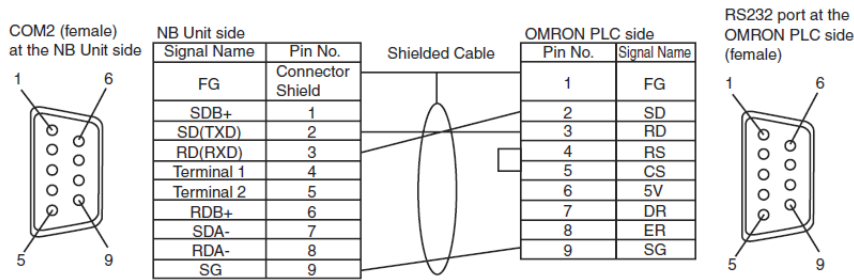 COM2 (female)
at the NB Unit side
1
6
5
9
NB Unit side
Signal Name Pin No.
FG Connector
Shield
SDB+ 1
SD(TXD) 2
RD(RXD) 3
Terminal 1 4
Terminal 2 5
RDB+ 6
SDA- 7
RDA- 8
SG 9
Shielded Cable
OMRON PLC side
Pin No. Signal Name
1 FG
2 SD
3 RD
4 RS
5 CS
6 5V
7 DR
8 ER
9 SG
RS232 port at the
OMRON PLC side
(female)
1
6
5
9